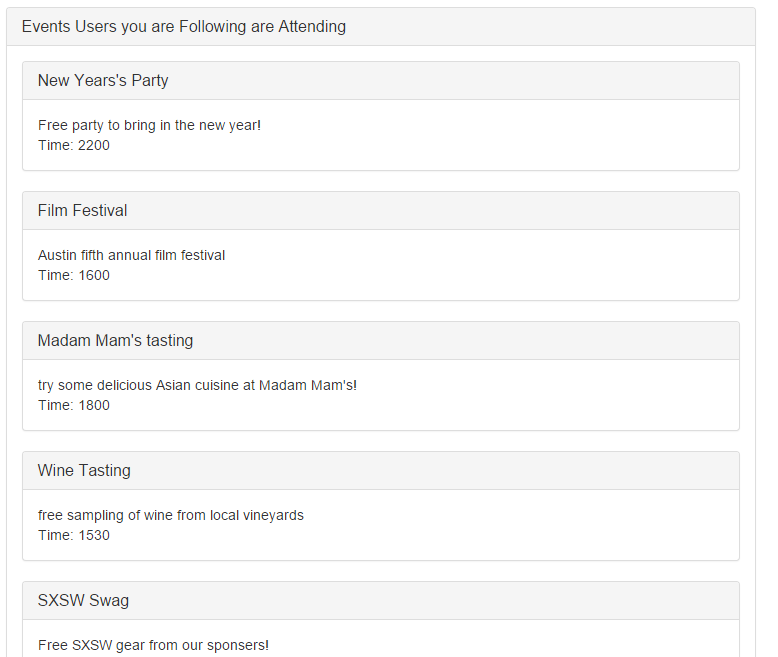 Events Users you are Following are Attending
New Years's Party
Free party to bring in the new year!
Time: 2200
Film Festival
Austin fifth annual film festival
Time: 1600
Madam Mam's tasting
try some delicious Asian cuisine at Madam Mam's!
Time: 1800
Wine Tasting
free sampling of wine from local vineyards
Time: 1530
SXSW Swag
Free SXSW gear from our sponsers!